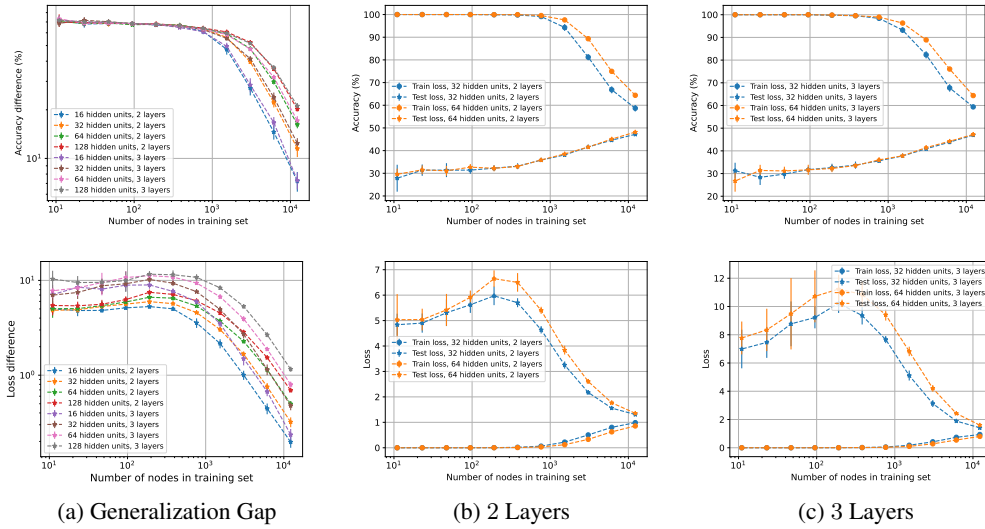 Accuracy difference (%)
10¹
16 hidden units, 2 layers
32 hidden units, 2 layers
64 hidden units, 2 layers
128 hidden units, 2 layers
16 hidden units, 3 layers
32 hidden units, 3 layers
64 hidden units, 3 layers
128 hidden units, 3 layers
10¹ 10² 10³ 10⁴
Number of nodes in training set
Accuracy (%)
100
90
80
70
60
50
40
30
20
Train loss, 32 hidden units, 2 layers
Test loss, 32 hidden units, 2 layers
Train loss, 64 hidden units, 2 layers
Test loss, 64 hidden units, 2 layers
10¹ 10² 10³ 10⁴
Number of nodes in training set
Accuracy (%)
100
90
80
70
60
50
40
30
20
Train loss, 32 hidden units, 3 layers
Test loss, 32 hidden units, 3 layers
Train loss, 64 hidden units, 3 layers
Test loss, 64 hidden units, 3 layers
10¹ 10² 10³ 10⁴
Number of nodes in training set
Loss difference
10¹
10⁰
16 hidden units, 2 layers
32 hidden units, 2 layers
64 hidden units, 2 layers
128 hidden units, 2 layers
16 hidden units, 3 layers
32 hidden units, 3 layers
64 hidden units, 3 layers
128 hidden units, 3 layers
10¹ 10² 10³ 10⁴
Number of nodes in training set
Loss
7
6
5
4
3
2
1
0
Train loss, 32 hidden units, 2 layers
Test loss, 32 hidden units, 2 layers
Train loss, 64 hidden units, 2 layers
Test loss, 64 hidden units, 2 layers
10¹ 10² 10³ 10⁴
Number of nodes in training set
Loss
12
10
8
6
4
2
0
Train loss, 32 hidden units, 3 layers
Test loss, 32 hidden units, 3 layers
Train loss, 64 hidden units, 3 layers
Test loss, 64 hidden units, 3 layers
10¹ 10² 10³ 10⁴
Number of nodes in training set
(a) Generalization Gap
(b) 2 Layers
(c) 3 Layers